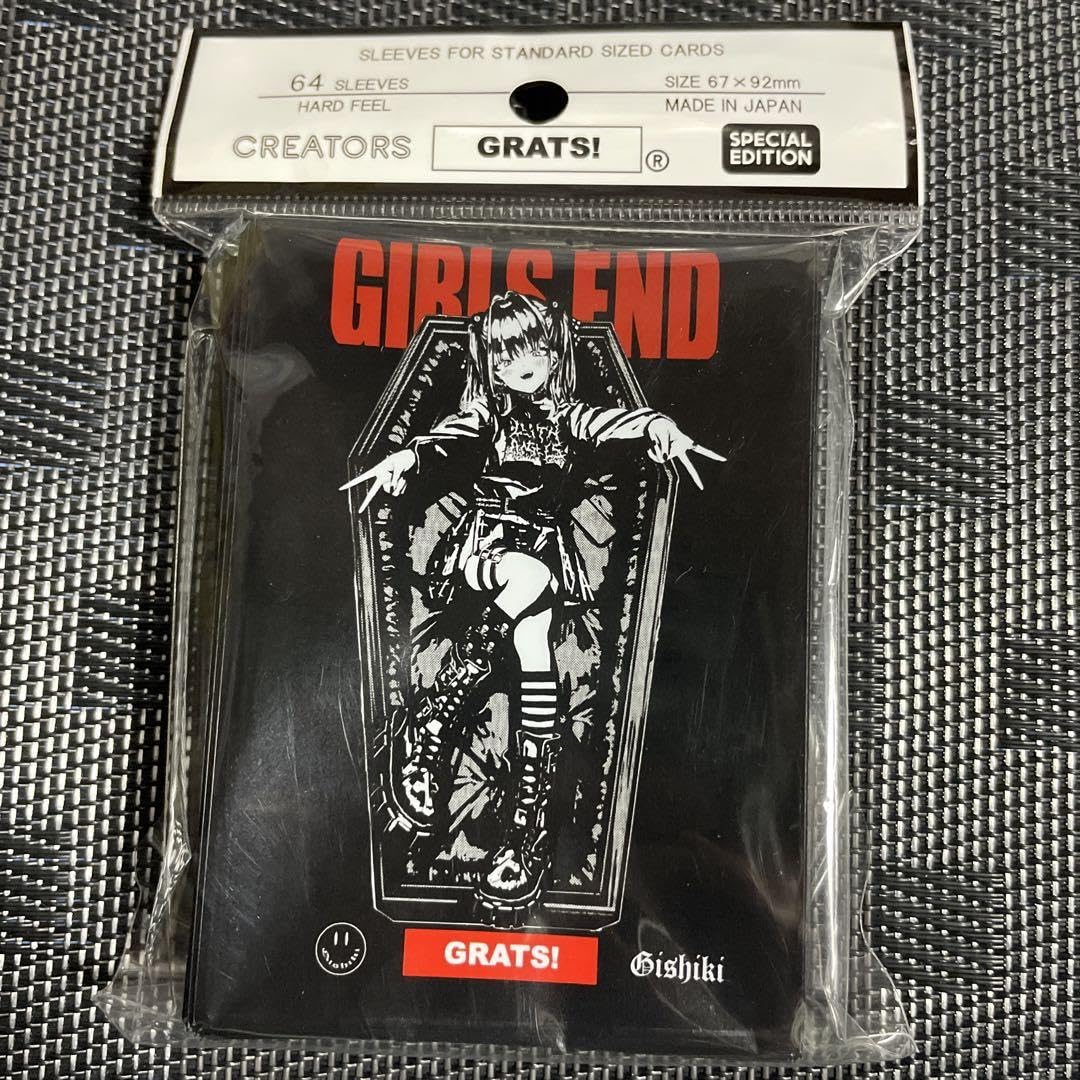 SLEEVES FOR STANDARD SIZED CARDS
64 SLEEVES
SIZE 67×92mm
HARD FEEL
MADE IN JAPAN
CREATORS GRATS! ® SPECIAL EDITION
GIRLS END
GRATS!
Gishiki